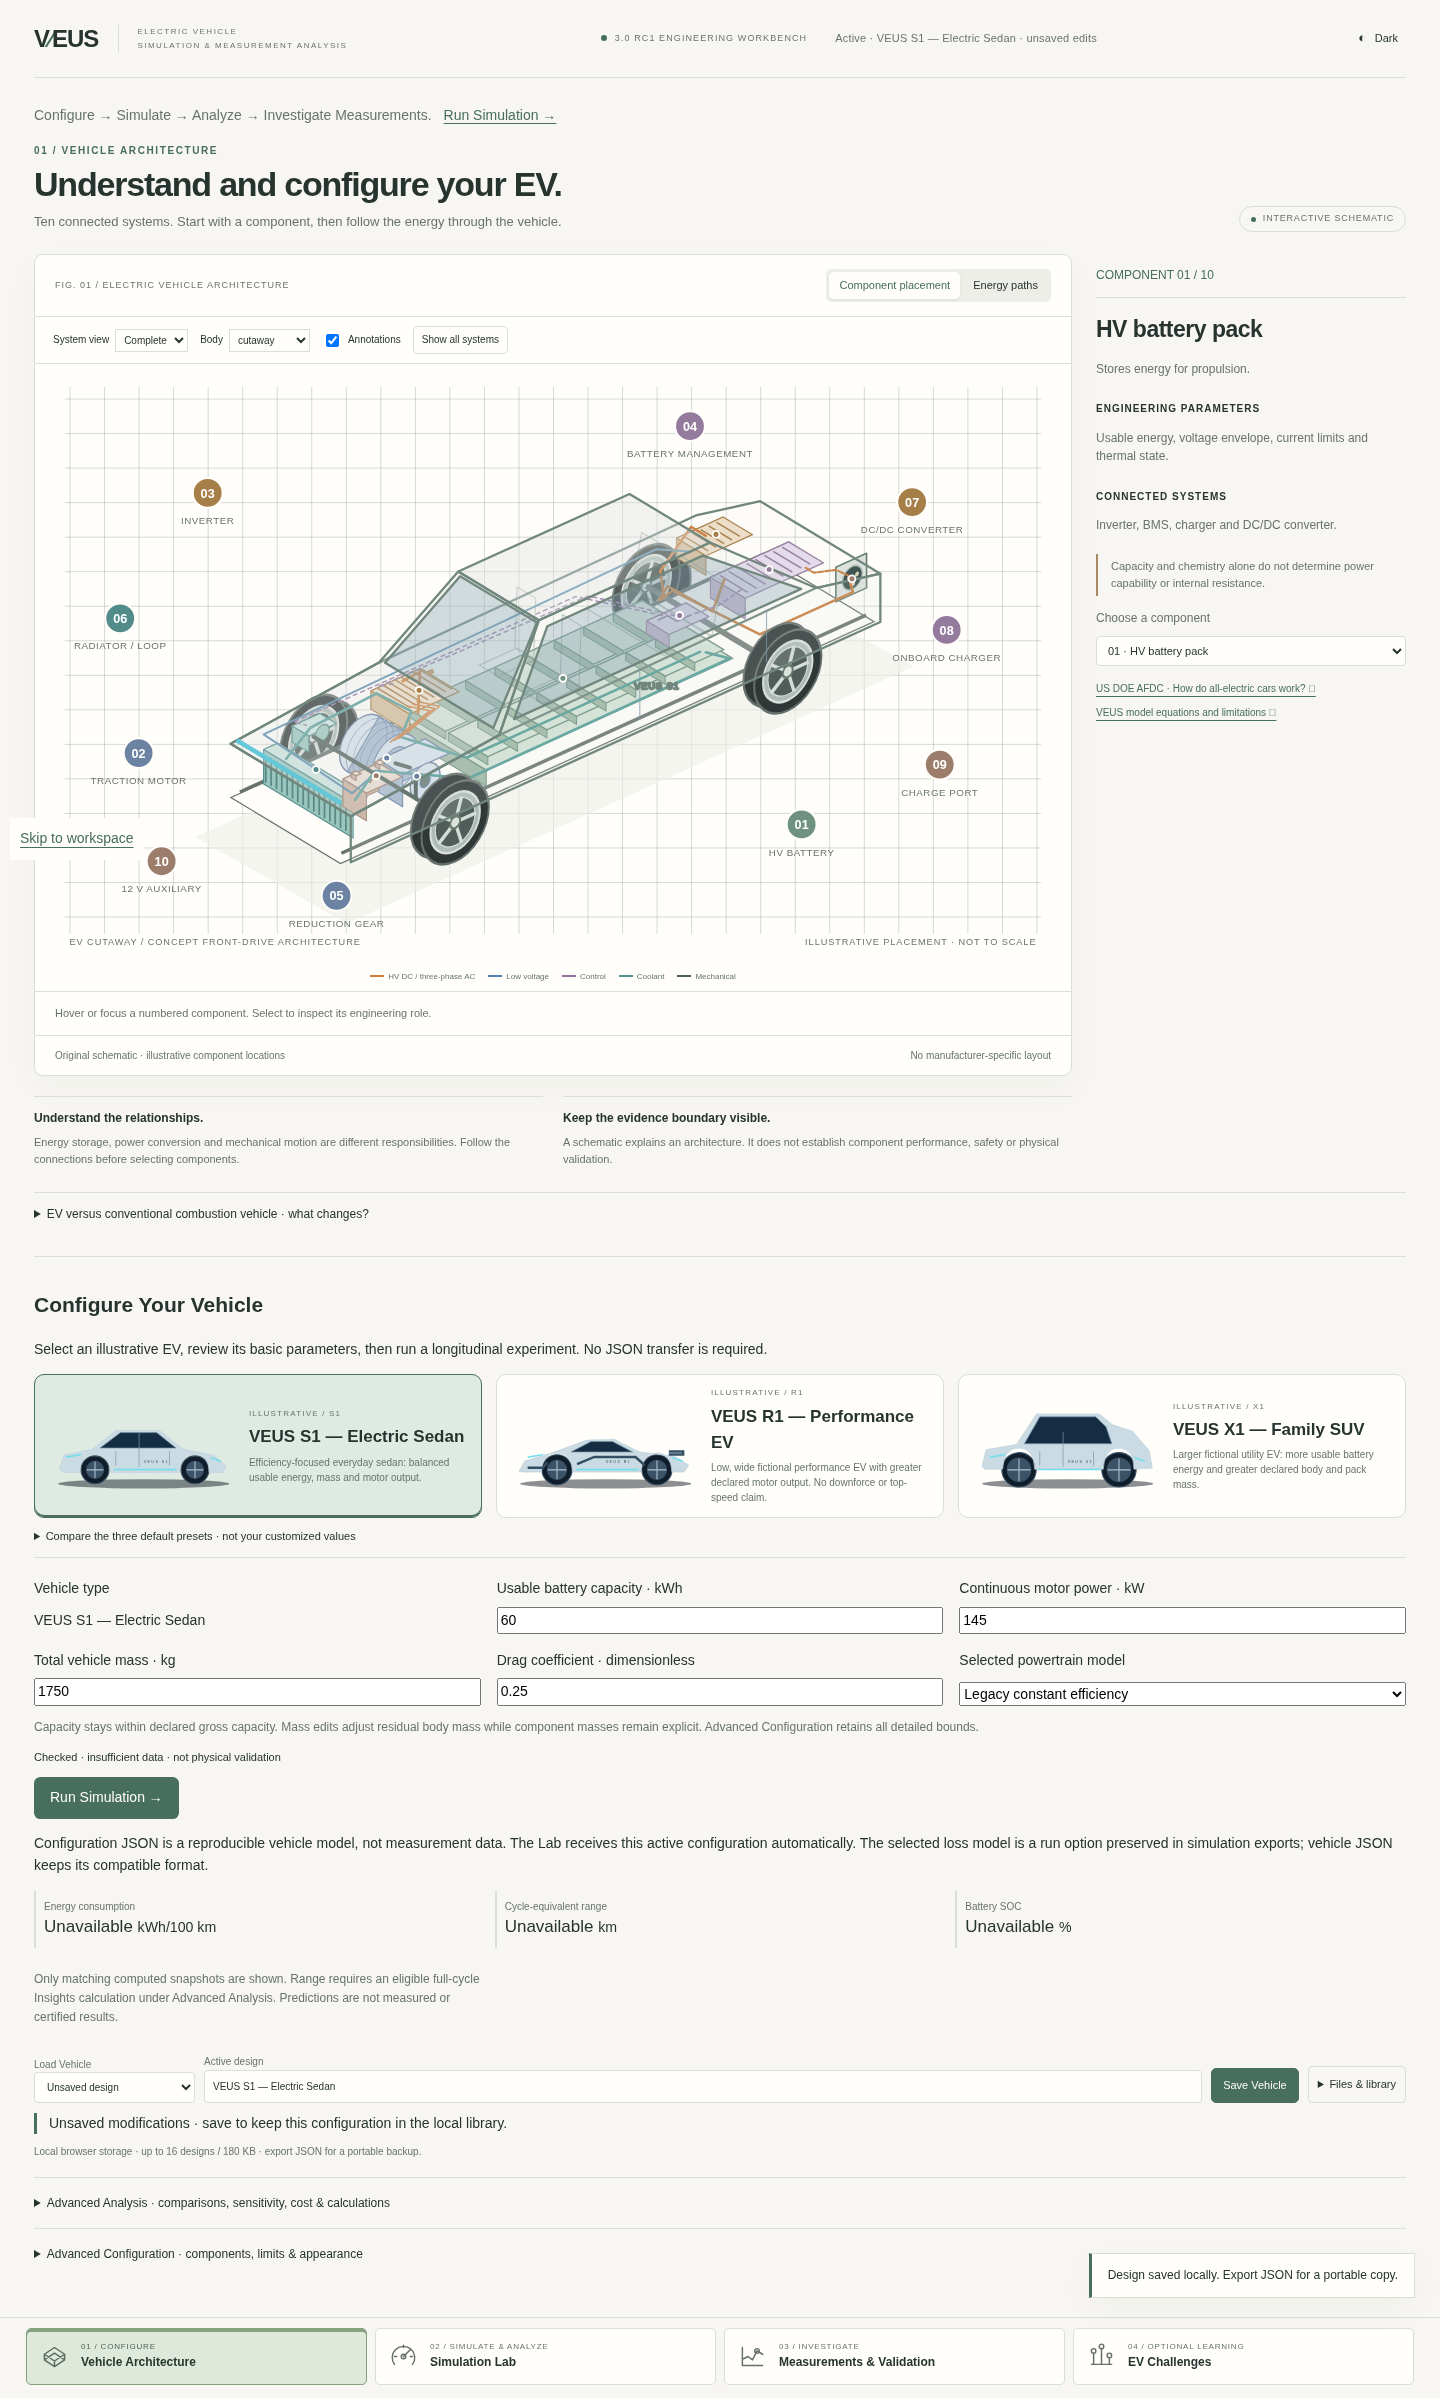 VEUS
ELECTRIC VEHICLE
SIMULATION & MEASUREMENT ANALYSIS
3.0 RC1 ENGINEERING WORKBENCH
Active · VEUS S1 — Electric Sedan · unsaved edits
Dark
Configure → Simulate → Analyze → Investigate Measurements. Run Simulation →
01 / VEHICLE ARCHITECTURE
Understand and configure your EV.
Ten connected systems. Start with a component, then follow the energy through the vehicle.
INTERACTIVE SCHEMATIC
FIG. 01 / ELECTRIC VEHICLE ARCHITECTURE
Component placement
Energy paths
System view
Complete
Body
cutaway
Annotations
Show all systems
04
BATTERY MANAGEMENT
03
INVERTER
07
DC/DC CONVERTER
06
RADIATOR / LOOP
08
ONBOARD CHARGER
VEUS S1
02
TRACTION MOTOR
09
CHARGE PORT
01
HV BATTERY
Skip to workspace
10
12 V AUXILIARY
05
REDUCTION GEAR
EV CUTAWAY / CONCEPT FRONT-DRIVE ARCHITECTURE
ILLUSTRATIVE PLACEMENT · NOT TO SCALE
HV DC / three-phase AC
Low voltage
Control
Coolant
Mechanical
Hover or focus a numbered component. Select to inspect its engineering role.
Original schematic · illustrative component locations
No manufacturer-specific layout
COMPONENT 01 / 10
HV battery pack
Stores energy for propulsion.
ENGINEERING PARAMETERS
Usable energy, voltage envelope, current limits and
thermal state.
CONNECTED SYSTEMS
Inverter, BMS, charger and DC/DC converter.
Capacity and chemistry alone do not determine power
capability or internal resistance.
Choose a component
01 · HV battery pack
US DOE AFDC · How do all-electric cars work?
VEUS model equations and limitations
Understand the relationships.
Energy storage, power conversion and mechanical motion are different responsibilities. Follow the
connections before selecting components.
Keep the evidence boundary visible.
A schematic explains an architecture. It does not establish component performance, safety or physical
validation.
EV versus conventional combustion vehicle · what changes?
Configure Your Vehicle
Select an illustrative EV, review its basic parameters, then run a longitudinal experiment. No JSON transfer is required.
VEUS S1
ILLUSTRATIVE / S1
VEUS S1 — Electric Sedan
Efficiency-focused everyday sedan: balanced
usable energy, mass and motor output.
VEUS R1
ILLUSTRATIVE / R1
VEUS R1 — Performance
EV
Low, wide fictional performance EV with greater
declared motor output. No downforce or top-
speed claim.
VEUS X1
ILLUSTRATIVE / X1
VEUS X1 — Family SUV
Larger fictional utility EV: more usable battery
energy and greater declared body and pack
mass.
Compare the three default presets · not your customized values
Vehicle type
VEUS S1 — Electric Sedan
Usable battery capacity · kWh
60
Continuous motor power · kW
145
Total vehicle mass · kg
1750
Drag coefficient · dimensionless
0.25
Selected powertrain model
Legacy constant efficiency
Capacity stays within declared gross capacity. Mass edits adjust residual body mass while component masses remain explicit. Advanced Configuration retains all detailed bounds.
Checked · insufficient data · not physical validation
Run Simulation →
Configuration JSON is a reproducible vehicle model, not measurement data. The Lab receives this active configuration automatically. The selected loss model is a run option preserved in simulation exports; vehicle JSON
keeps its compatible format.
Energy consumption
Unavailable kWh/100 km
Cycle-equivalent range
Unavailable km
Battery SOC
Unavailable %
Only matching computed snapshots are shown. Range requires an eligible full-cycle
Insights calculation under Advanced Analysis. Predictions are not measured or
certified results.
Load Vehicle
Unsaved design
Active design
VEUS S1 — Electric Sedan
Save Vehicle
Files & library
Unsaved modifications · save to keep this configuration in the local library.
Local browser storage · up to 16 designs / 180 KB · export JSON for a portable backup.
Advanced Analysis · comparisons, sensitivity, cost & calculations
Advanced Configuration · components, limits & appearance
Design saved locally. Export JSON for a portable copy.
01 / CONFIGURE
Vehicle Architecture
02 / SIMULATE & ANALYZE
Simulation Lab
03 / INVESTIGATE
Measurements & Validation
04 / OPTIONAL LEARNING
EV Challenges